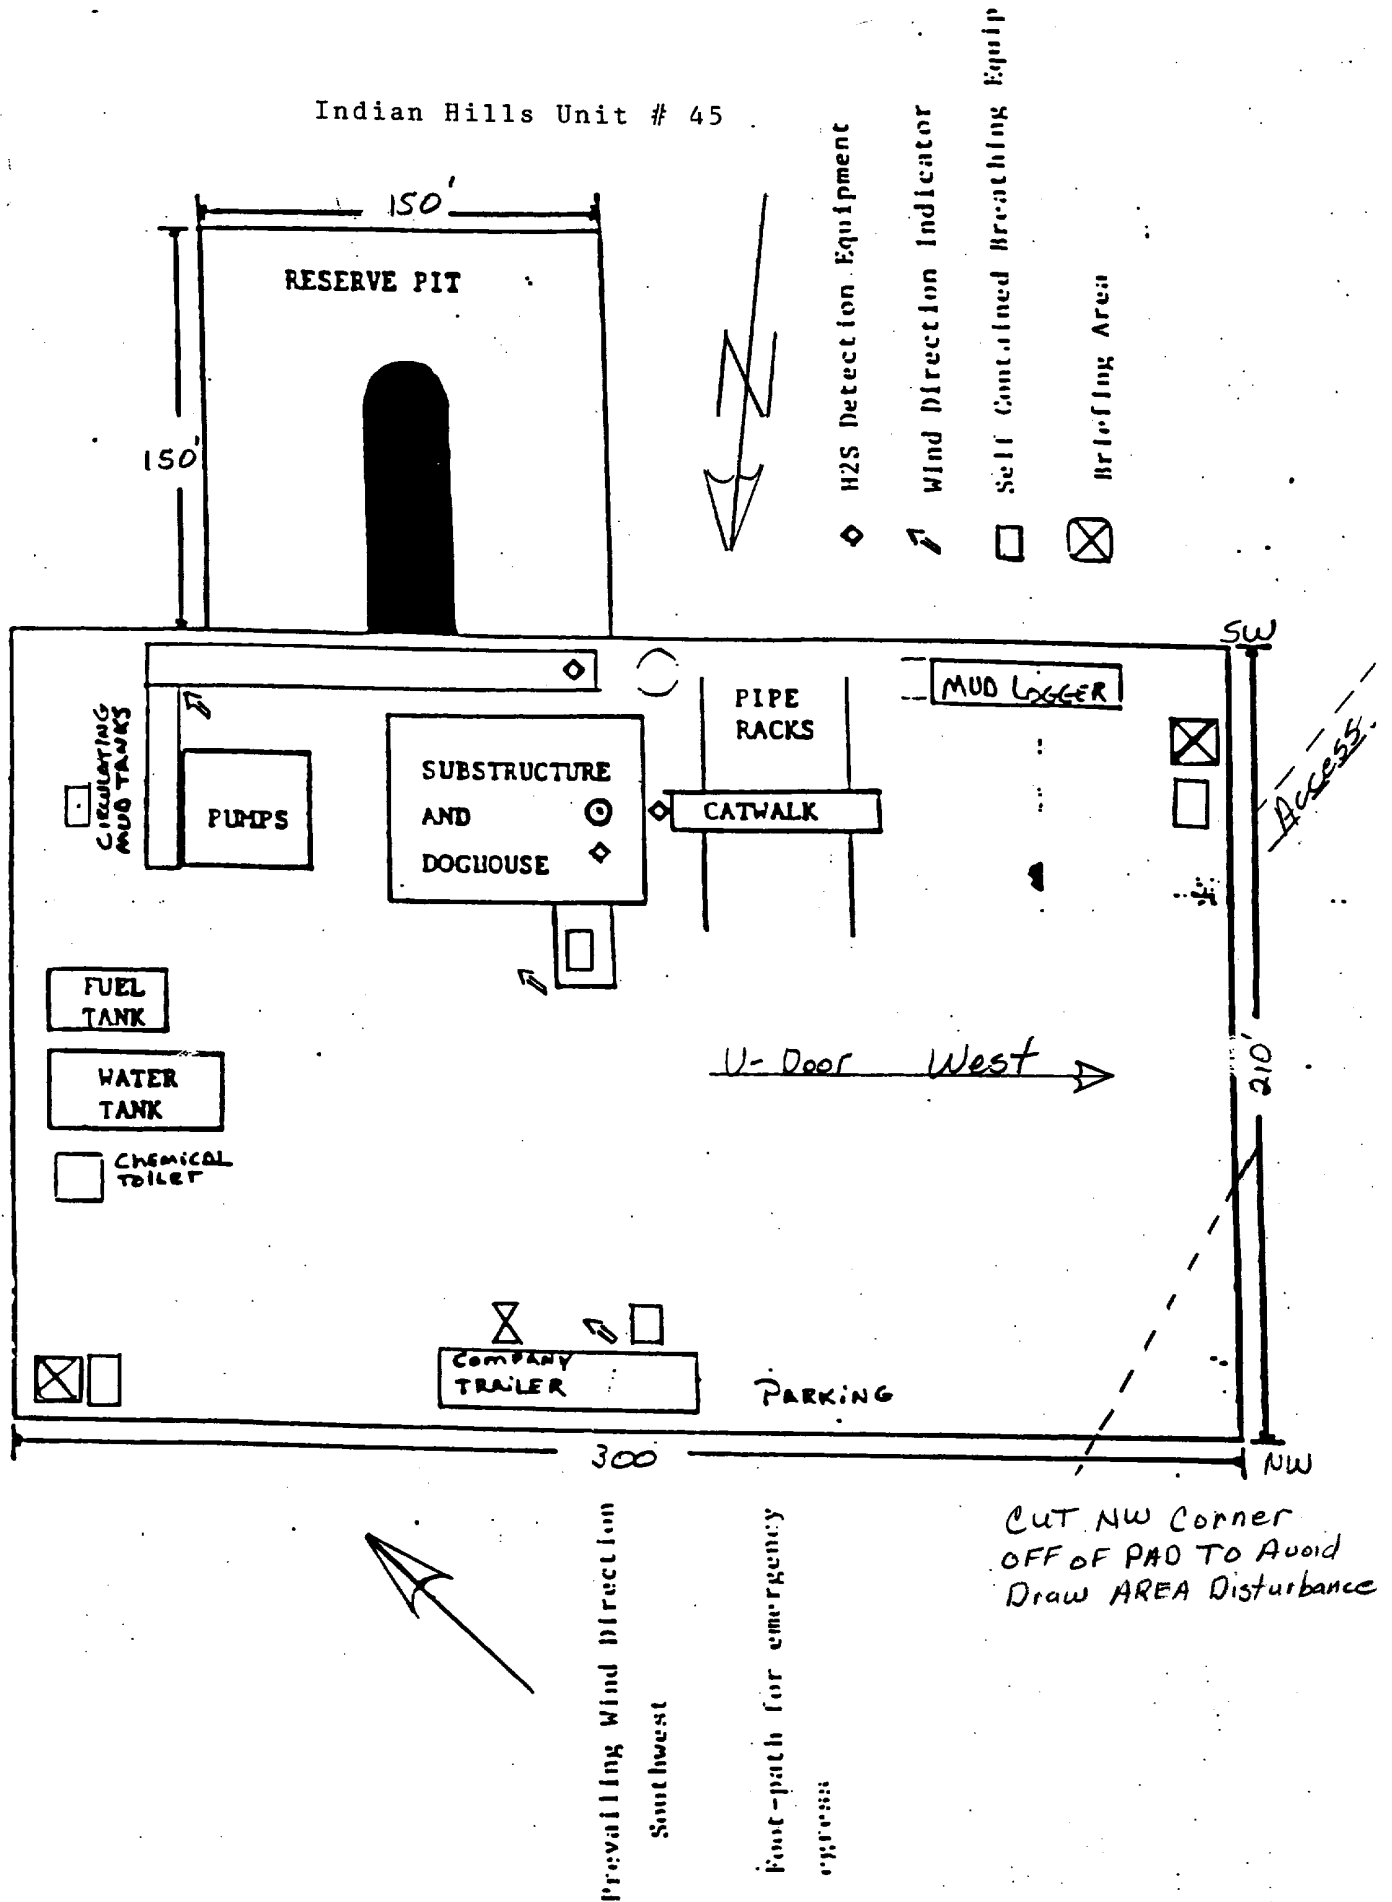 Indian Hills Unit # 45
150'
RESERVE PIT
150'
N
H2S Detection Equipment
Wind Direction Indicator
Self Contained Breathing Equip
Briefing Area
SW
Access.
MUD LOGGER
PIPE
RACKS
CIRCULATING
MUD TANKS
PUMPS
SUBSTRUCTURE
AND
DOGHOUSE
CATWALK
FUEL
TANK
WATER
TANK
CHEMICAL
TOILET
V-Door West
210'
COMPANY
TRAILER
PARKING
300
NW
CUT NW Corner
OFF OF PAD TO Avoid
Draw AREA Disturbance
Prevailing Wind Direction
Southwest
Foot-path for emergency
egress